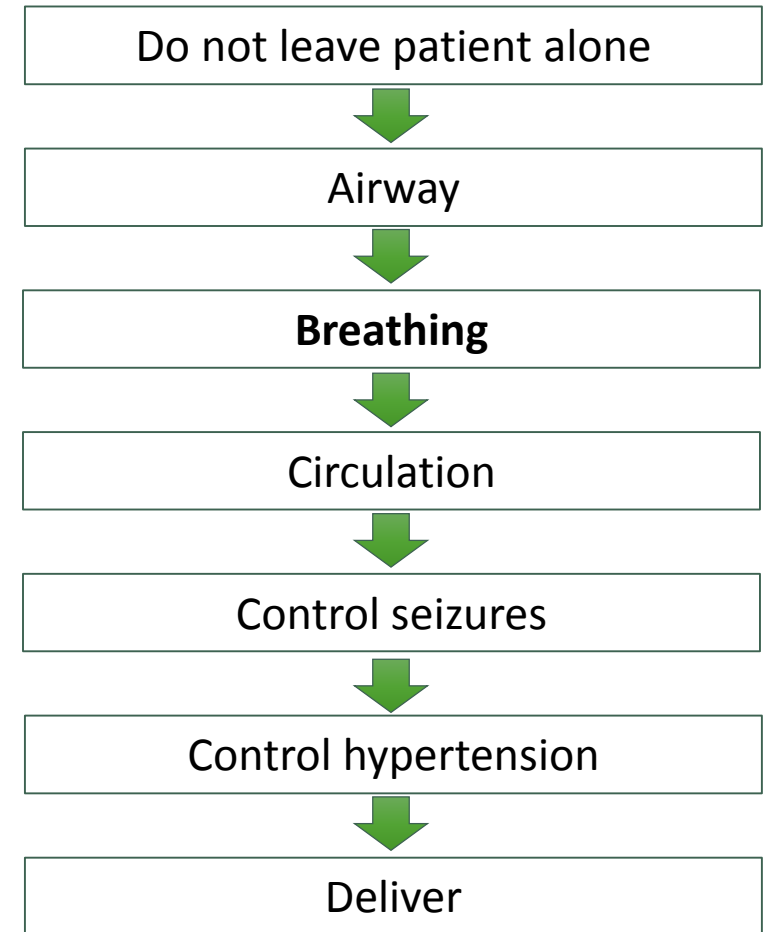 Do not leave patient alone
Airway
Breathing
Circulation
Control seizures
Control hypertension
Deliver